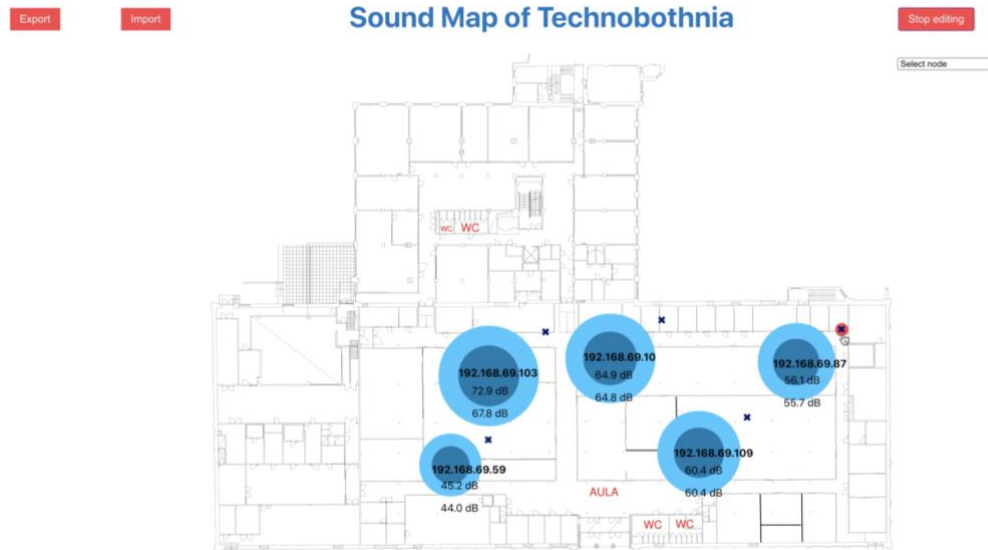 Export
Import
Sound Map of Technobothnia
Stop editing
Select node
WC
WC
192.168.69.103
72.9 dB
67.8 dB
192.168.69.10
64.9 dB
64.8 dB
192.168.69.87
56.1 dB
55.7 dB
192.168.69.59
45.2 dB
44.0 dB
192.168.69.109
60.4 dB
60.4 dB
AULA
WC
WC